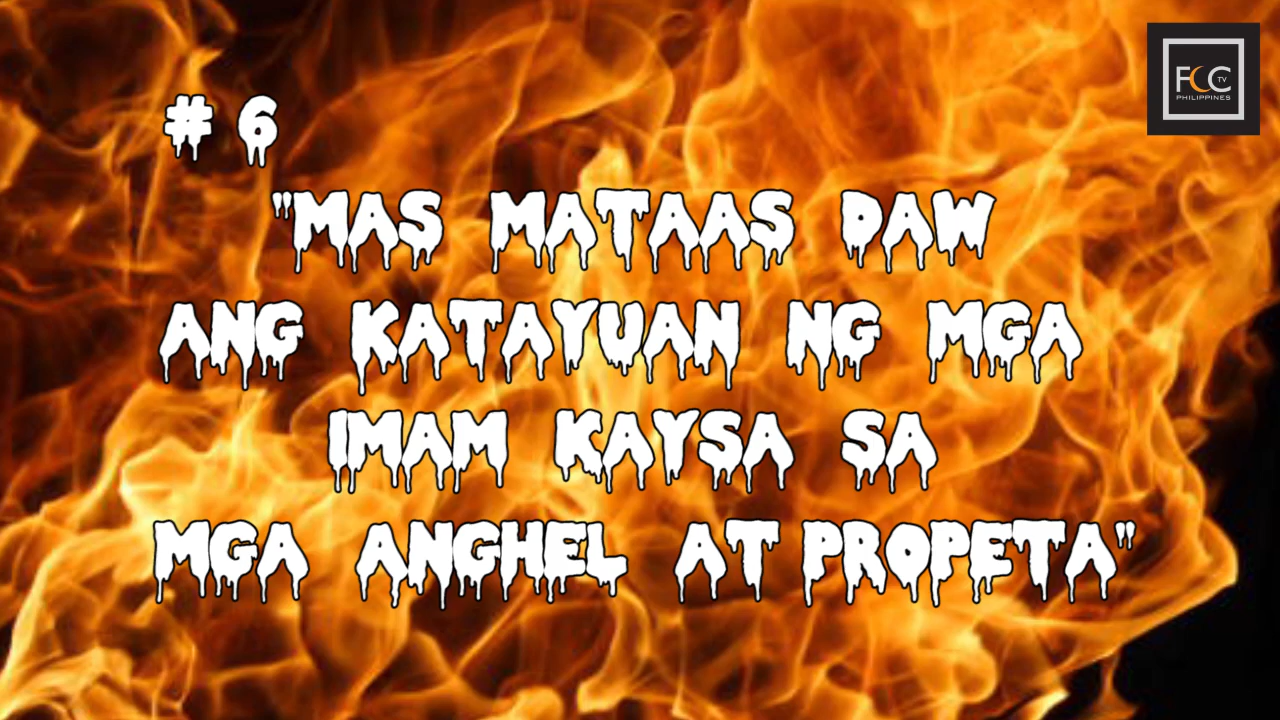 # 6
"MAS MATAAS DAW
ANG KATAYUAN NG MGA
IMAM KAYSA SA
MGA ANGHEL AT PROPETA"
FCC TV
PHILIPPINES